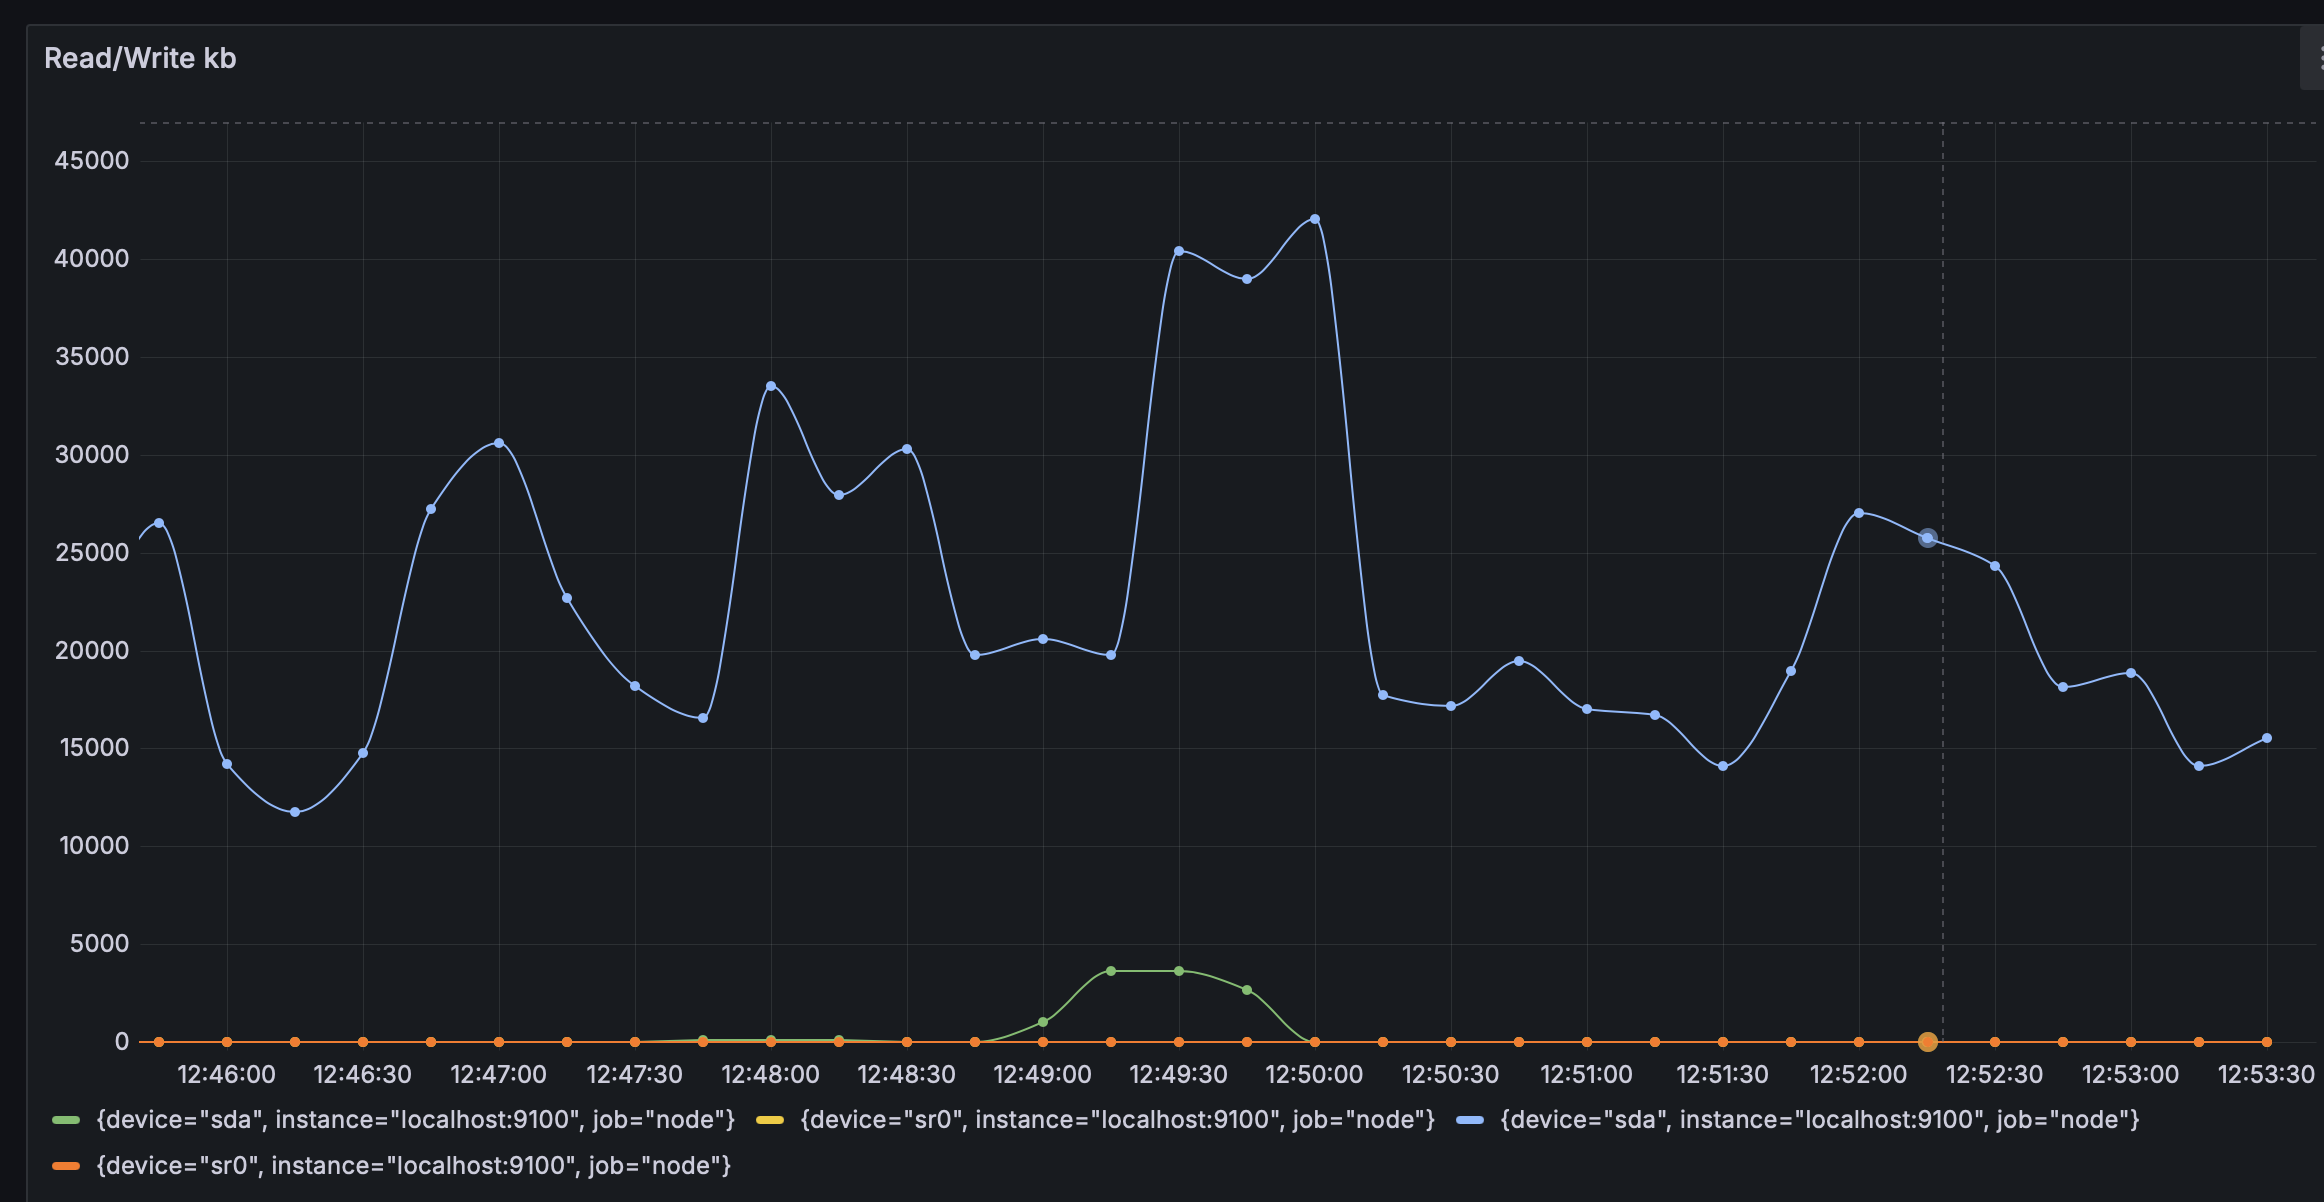 Read/Write kb
45000
40000
35000
30000
25000
20000
15000
10000
5000
0
12:46:00 12:46:30 12:47:00 12:47:30 12:48:00 12:48:30 12:49:00 12:49:30 12:50:00 12:50:30 12:51:00 12:51:30 12:52:00 12:52:30 12:53:00 12:53:30
{device="sda", instance="localhost:9100", job="node"} {device="sr0", instance="localhost:9100", job="node"} {device="sda", instance="localhost:9100", job="node"}
{device="sr0", instance="localhost:9100", job="node"}